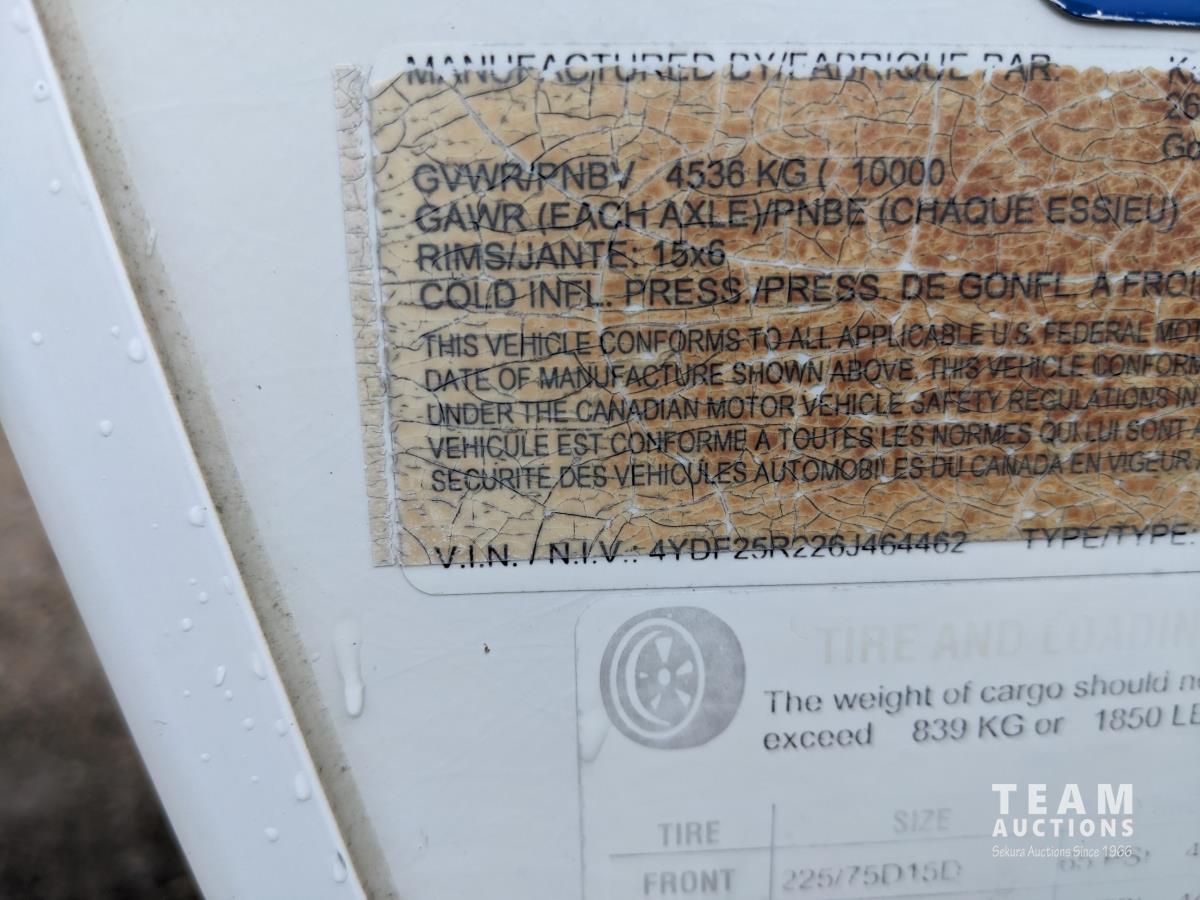 MANUFACTURED BY/FABRIQUE PAR:
26
GVWR/PNBV 4536 KG ( 10000
GAWR (EACH AXLE)/PNBE (CHAQUE ESSIEU)
RIMS/JANTE: 15x6
COLD INFL. PRESS./PRESS. DE GONFL. A FROI
THIS VEHICLE CONFORMS TO ALL APPLICABLE U.S. FEDERAL MOT
DATE OF MANUFACTURE SHOWN ABOVE. THIS VEHICLE CONFORM
UNDER THE CANADIAN MOTOR VEHICLE SAFETY REGULATIONS IN
VEHICULE EST CONFORME A TOUTES LES NORMES QUI LUI SONT A
SECURITE DES VEHICULES AUTOMOBILES DU CANADA EN VIGEUR
V.I.N. / N.I.V.: 4YDF25R226J464462 TYPE/TYPE:
TIRE AND LOADIN
The weight of cargo should n
exceed 839 KG or 1850 LB
TIRE SIZE
FRONT 225/75D15D
TEAM
AUCTIONS
Sekura Auctions Since 1966